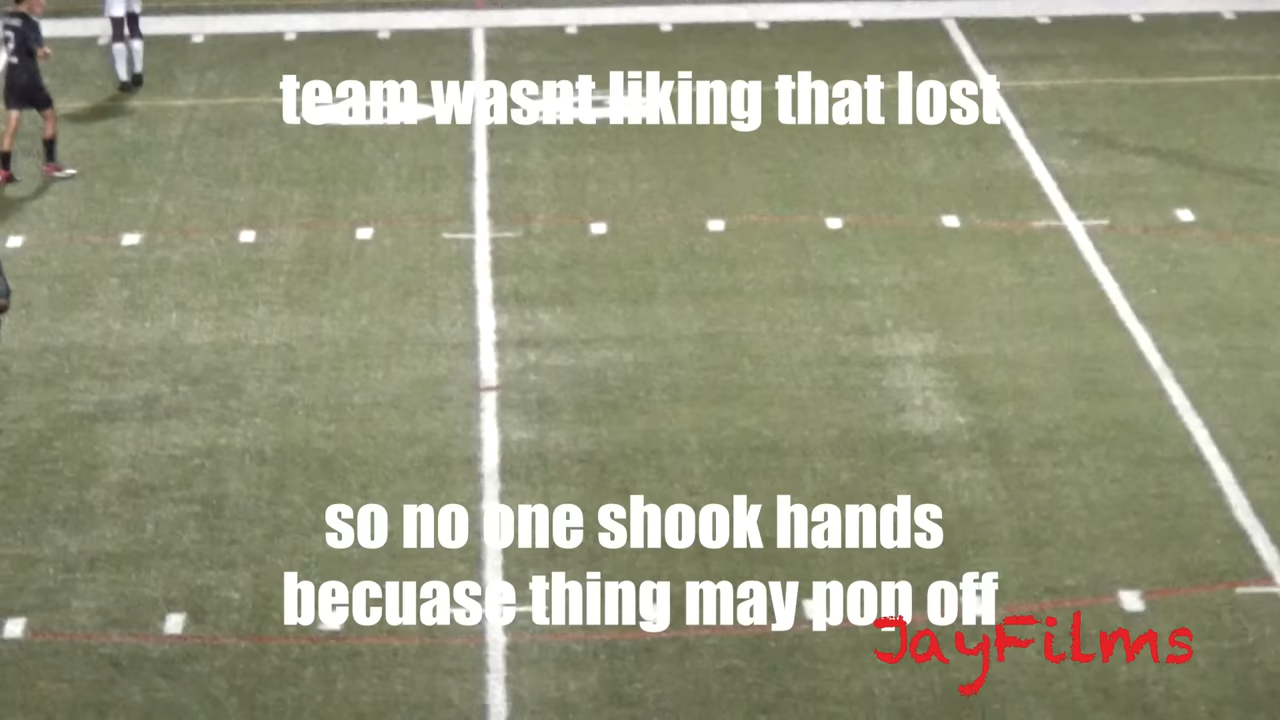 team wasnt liking that lost
so no one shook hands
becuase thing may pop off
JayFilms